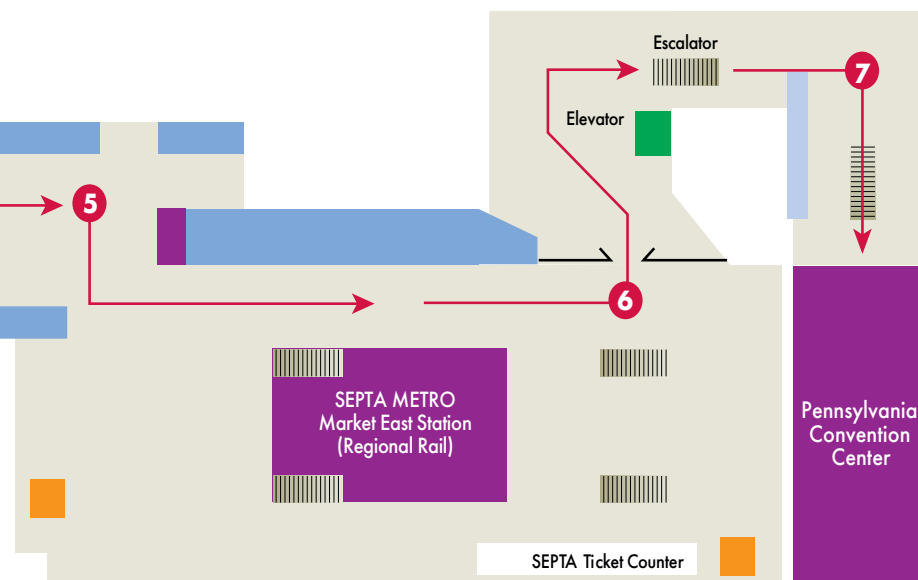 Escalator
7
Elevator
5
6
SEPTA METRO
Market East Station
(Regional Rail)
Pennsylvania
Convention
Center
SEPTA Ticket Counter